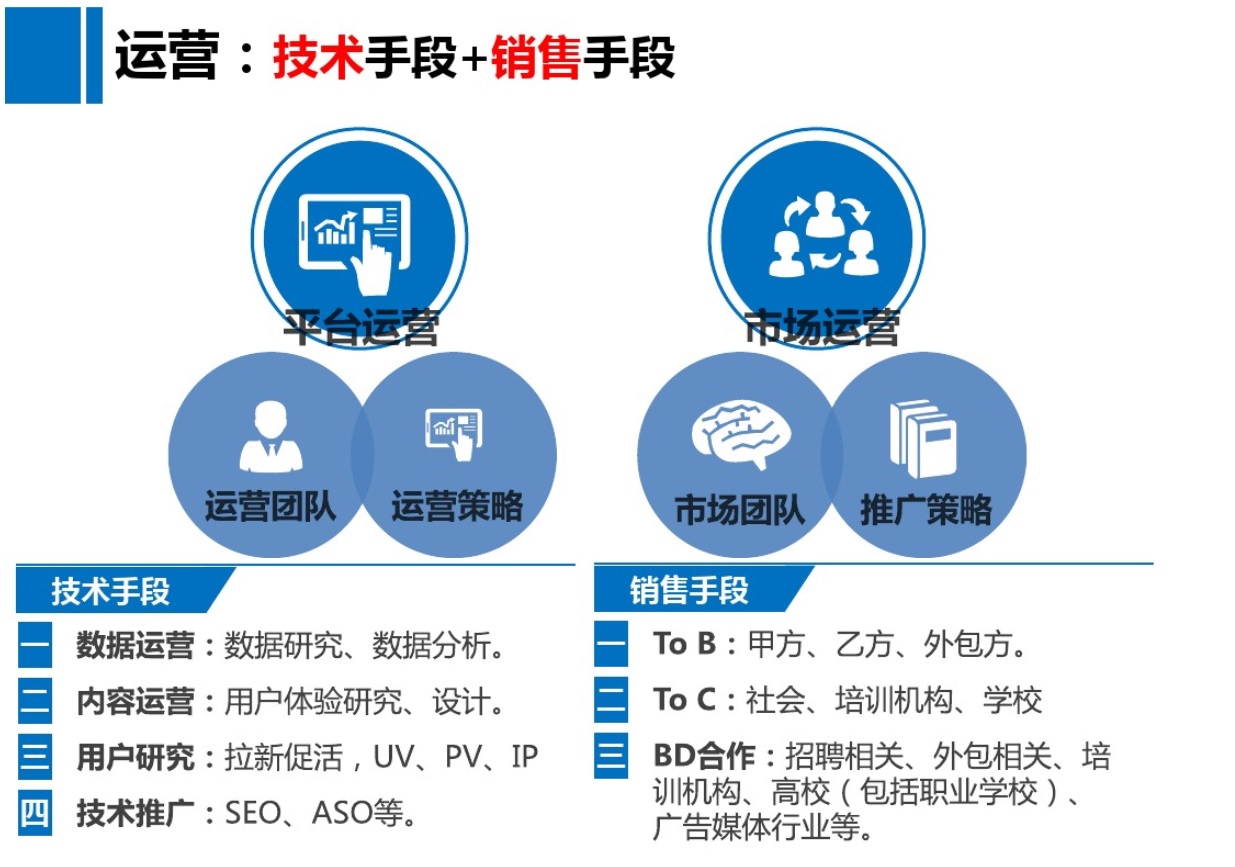 运营：技术手段+销售手段
平台运营
市场运营
运营团队
运营策略
市场团队
推广策略
技术手段
一 数据运营：数据研究、数据分析。
二 内容运营：用户体验研究、设计。
三 用户研究：拉新促活，UV、PV、IP
四 技术推广：SEO、ASO等。
销售手段
一 To B：甲方、乙方、外包方。
二 To C：社会、培训机构、学校
三 BD合作：招聘相关、外包相关、培
训机构、高校（包括职业学校）、
广告媒体行业等。